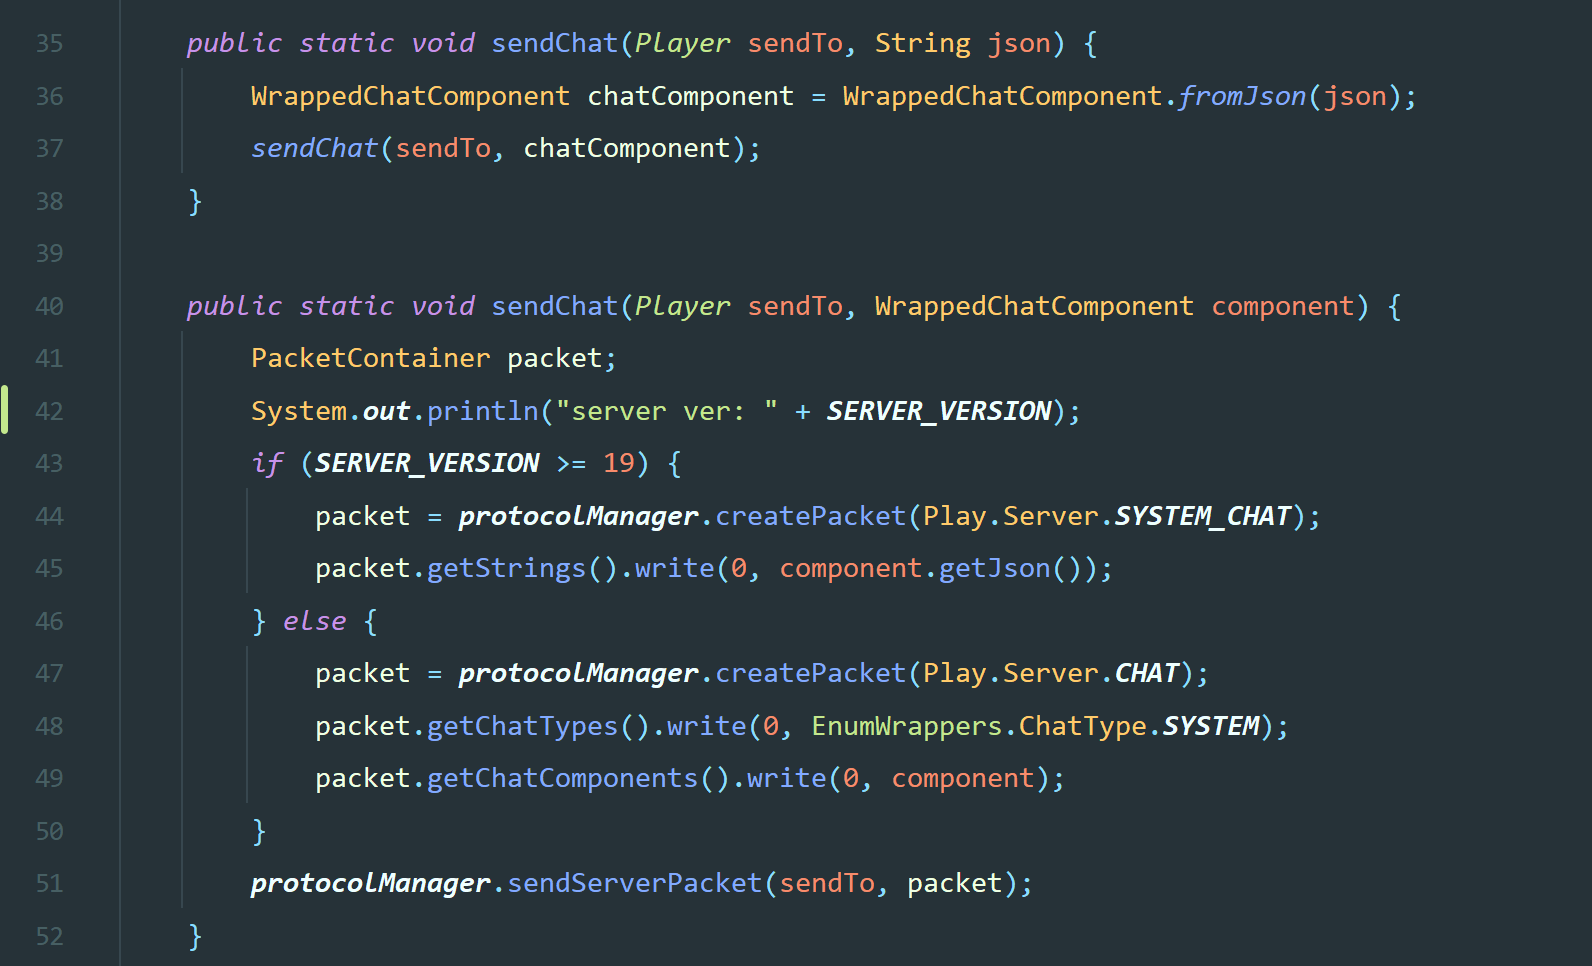 35 public static void sendChat(Player sendTo, String json) {
36 WrappedChatComponent chatComponent = WrappedChatComponent.fromJson(json);
37 sendChat(sendTo, chatComponent);
38 }
39
40 public static void sendChat(Player sendTo, WrappedChatComponent component) {
41 PacketContainer packet;
42 System.out.println("server ver: " + SERVER_VERSION);
43 if (SERVER_VERSION >= 19) {
44 packet = protocolManager.createPacket(Play.Server.SYSTEM_CHAT);
45 packet.getStrings().write(0, component.getJson());
46 } else {
47 packet = protocolManager.createPacket(Play.Server.CHAT);
48 packet.getChatTypes().write(0, EnumWrappers.ChatType.SYSTEM);
49 packet.getChatComponents().write(0, component);
50 }
51 protocolManager.sendServerPacket(sendTo, packet);
52 }